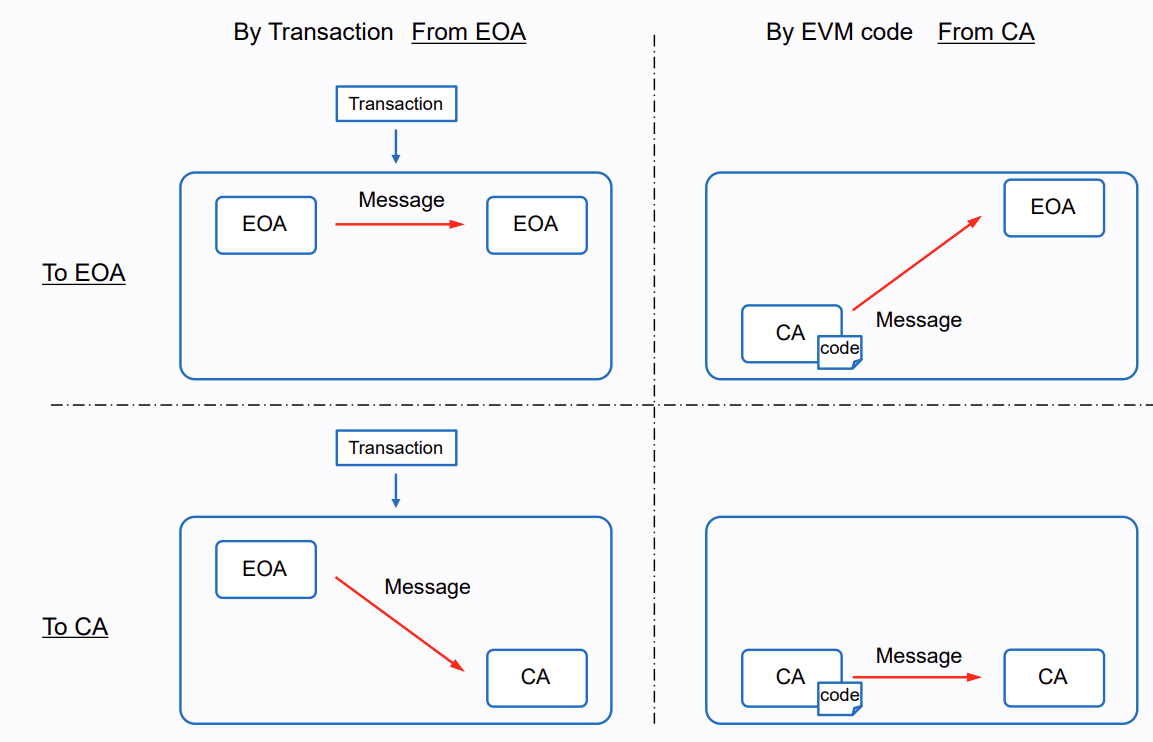 By Transaction From EOA
By EVM code From CA
Transaction
Message
EOA
EOA
To EOA
EOA
Message
CA
code
Transaction
EOA
Message
To CA
CA
Message
CA
code
CA